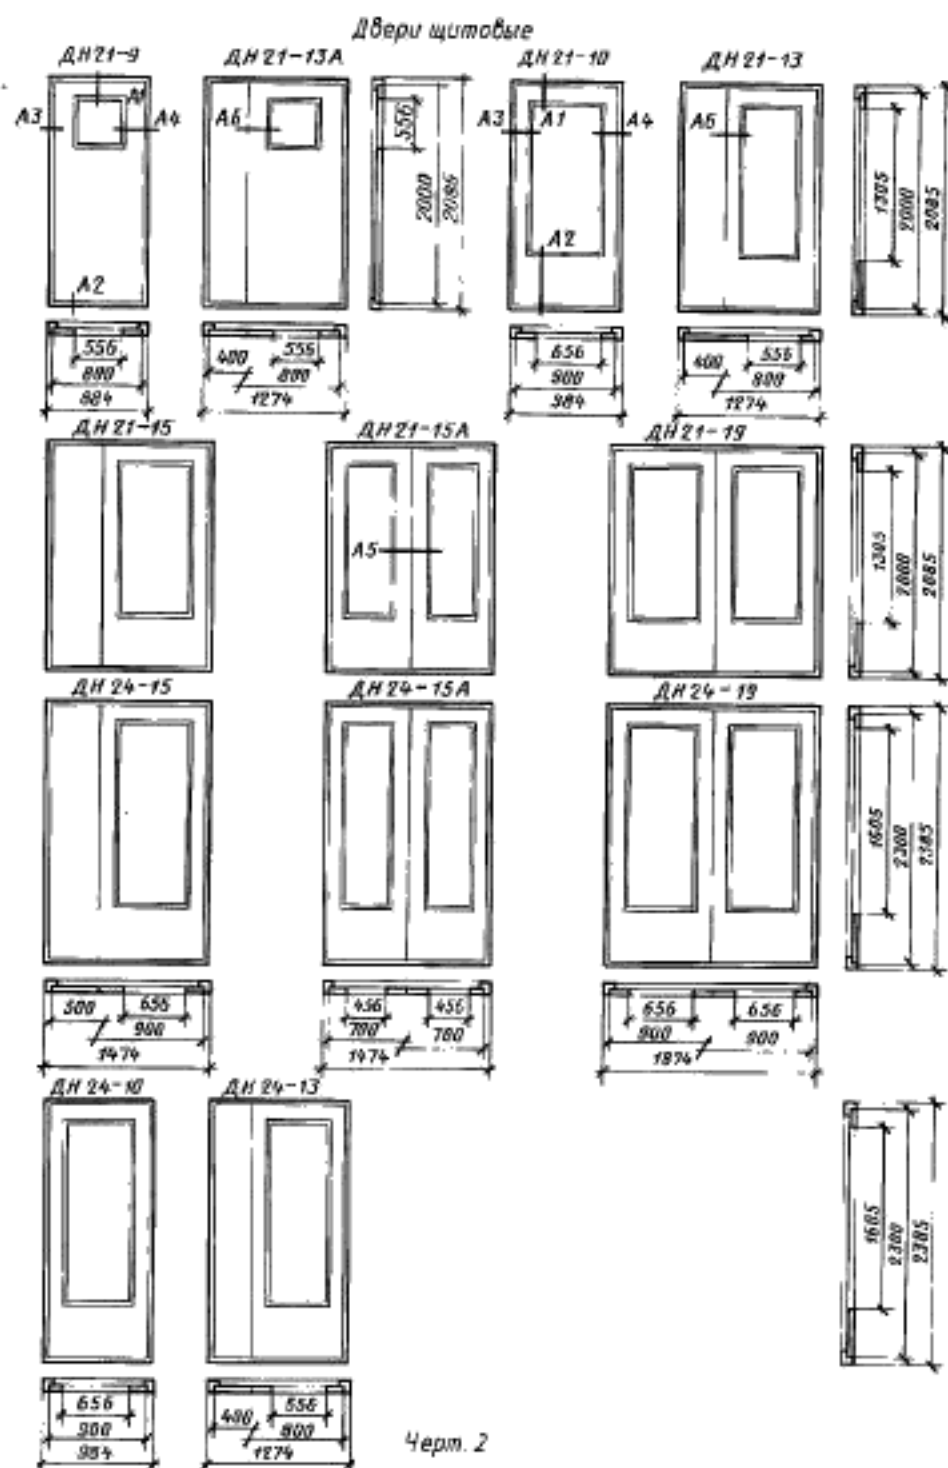 Двери щитовые
ДН 21-9 ДН 21-13А ДН 21-10 ДН 21-13
А3 А4 А6 А3 А1 А4 А6
556 2000 2085
1305 2000 2085
А2 А2
556 400 556 656 400 556
800 800 900 800
884 1274 984 1274
ДН 21-15 ДН 21-15А ДН 21-19
А5
1305 2000 2085
ДН 24-15 ДН 24-15А ДН 24-19
1605 2300 2385
500 656 456 456 656 656
900 700 700 900 900
1474 1474 1874
ДН 24-10 ДН 24-13
1605 2300 2385
656 400 556
900 800
984 1274
Черт. 2